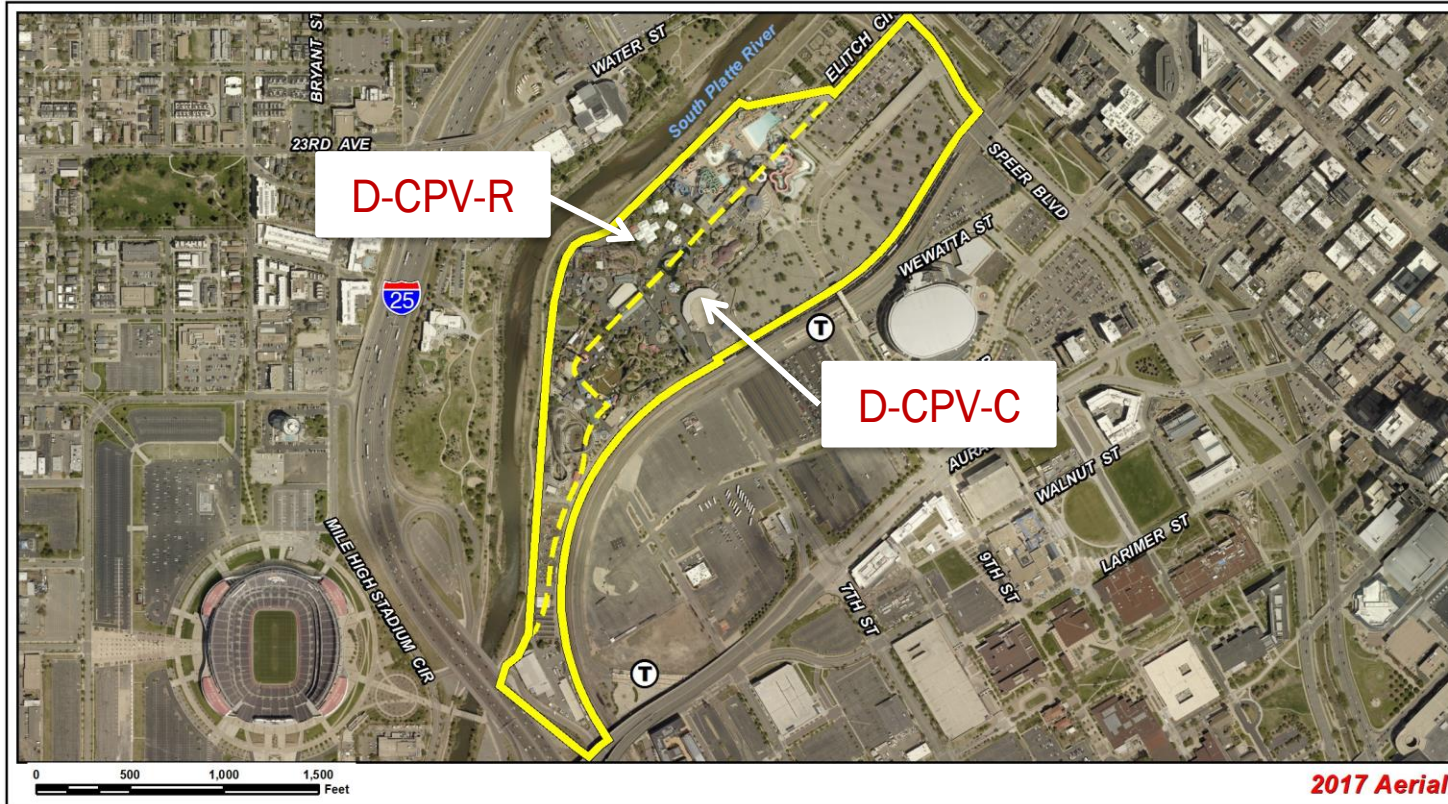 BRYANT ST
WATER ST
South Platte River
ELITCH CIR
23RD AVE
D-CPV-R
SPEER BLVD
WEWATTA ST
25
T
D-CPV-C
WALNUT ST
LARIMER ST
MILE HIGH STADIUM CIR
9TH ST
7TH ST
T
0 500 1,000 1,500
Feet
2017 Aerial